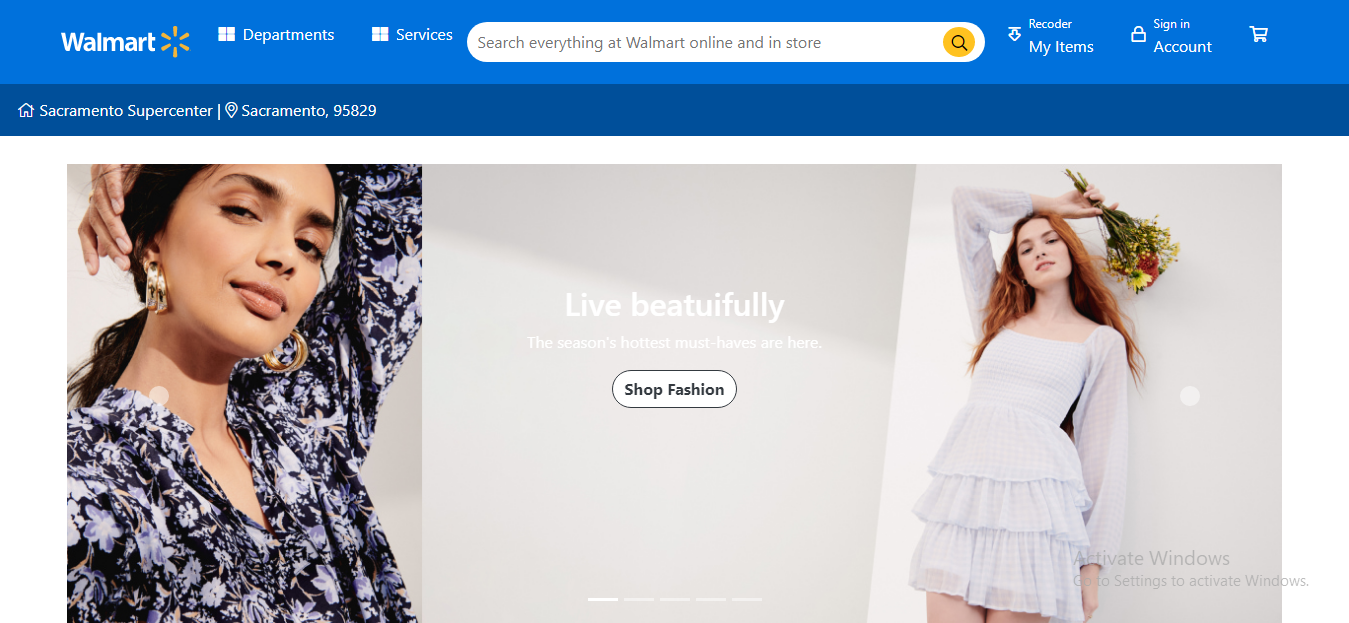 Walmart
Departments
Services
Search everything at Walmart online and in store
Recoder
My Items
Sign in
Account
Sacramento Supercenter | Sacramento, 95829
Live beatuifully
The season's hottest must-haves are here.
Shop Fashion
Activate Windows
Go to Settings to activate Windows.